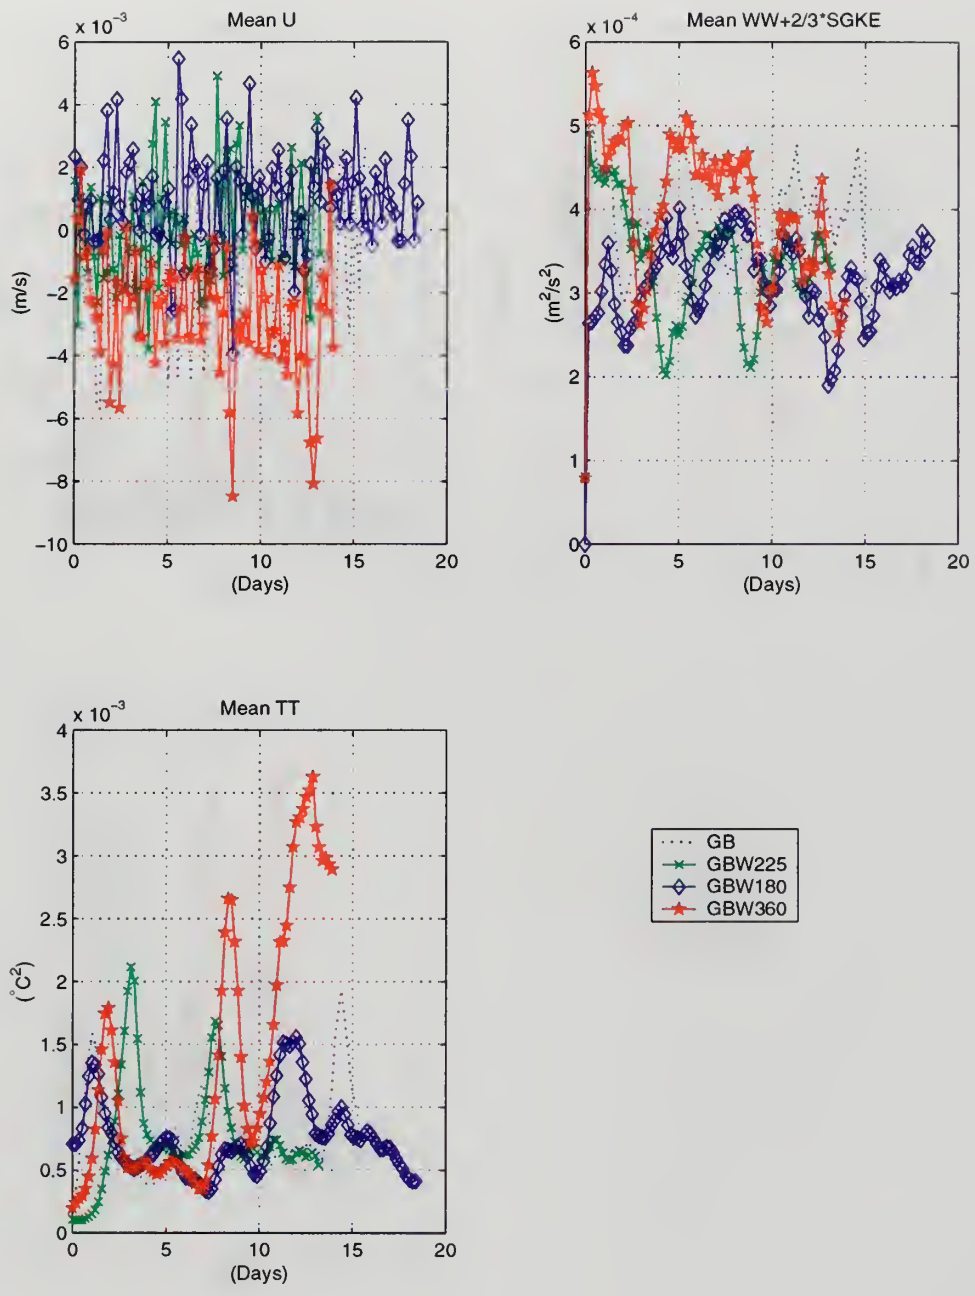 x 10−3
Mean U
6
4
2
0
−2
−4
−6
−8
−10
(m/s)
0
5
10
15
20
(Days)
x 10−4
Mean WW+2/3*SGKE
6
5
4
3
2
1
0
(m2/s2)
0
5
10
15
20
(Days)
x 10−3
Mean TT
4
3.5
3
2.5
2
1.5
1
0.5
0
(°C2)
0
5
10
15
20
(Days)
GB
GBW225
GBW180
GBW360